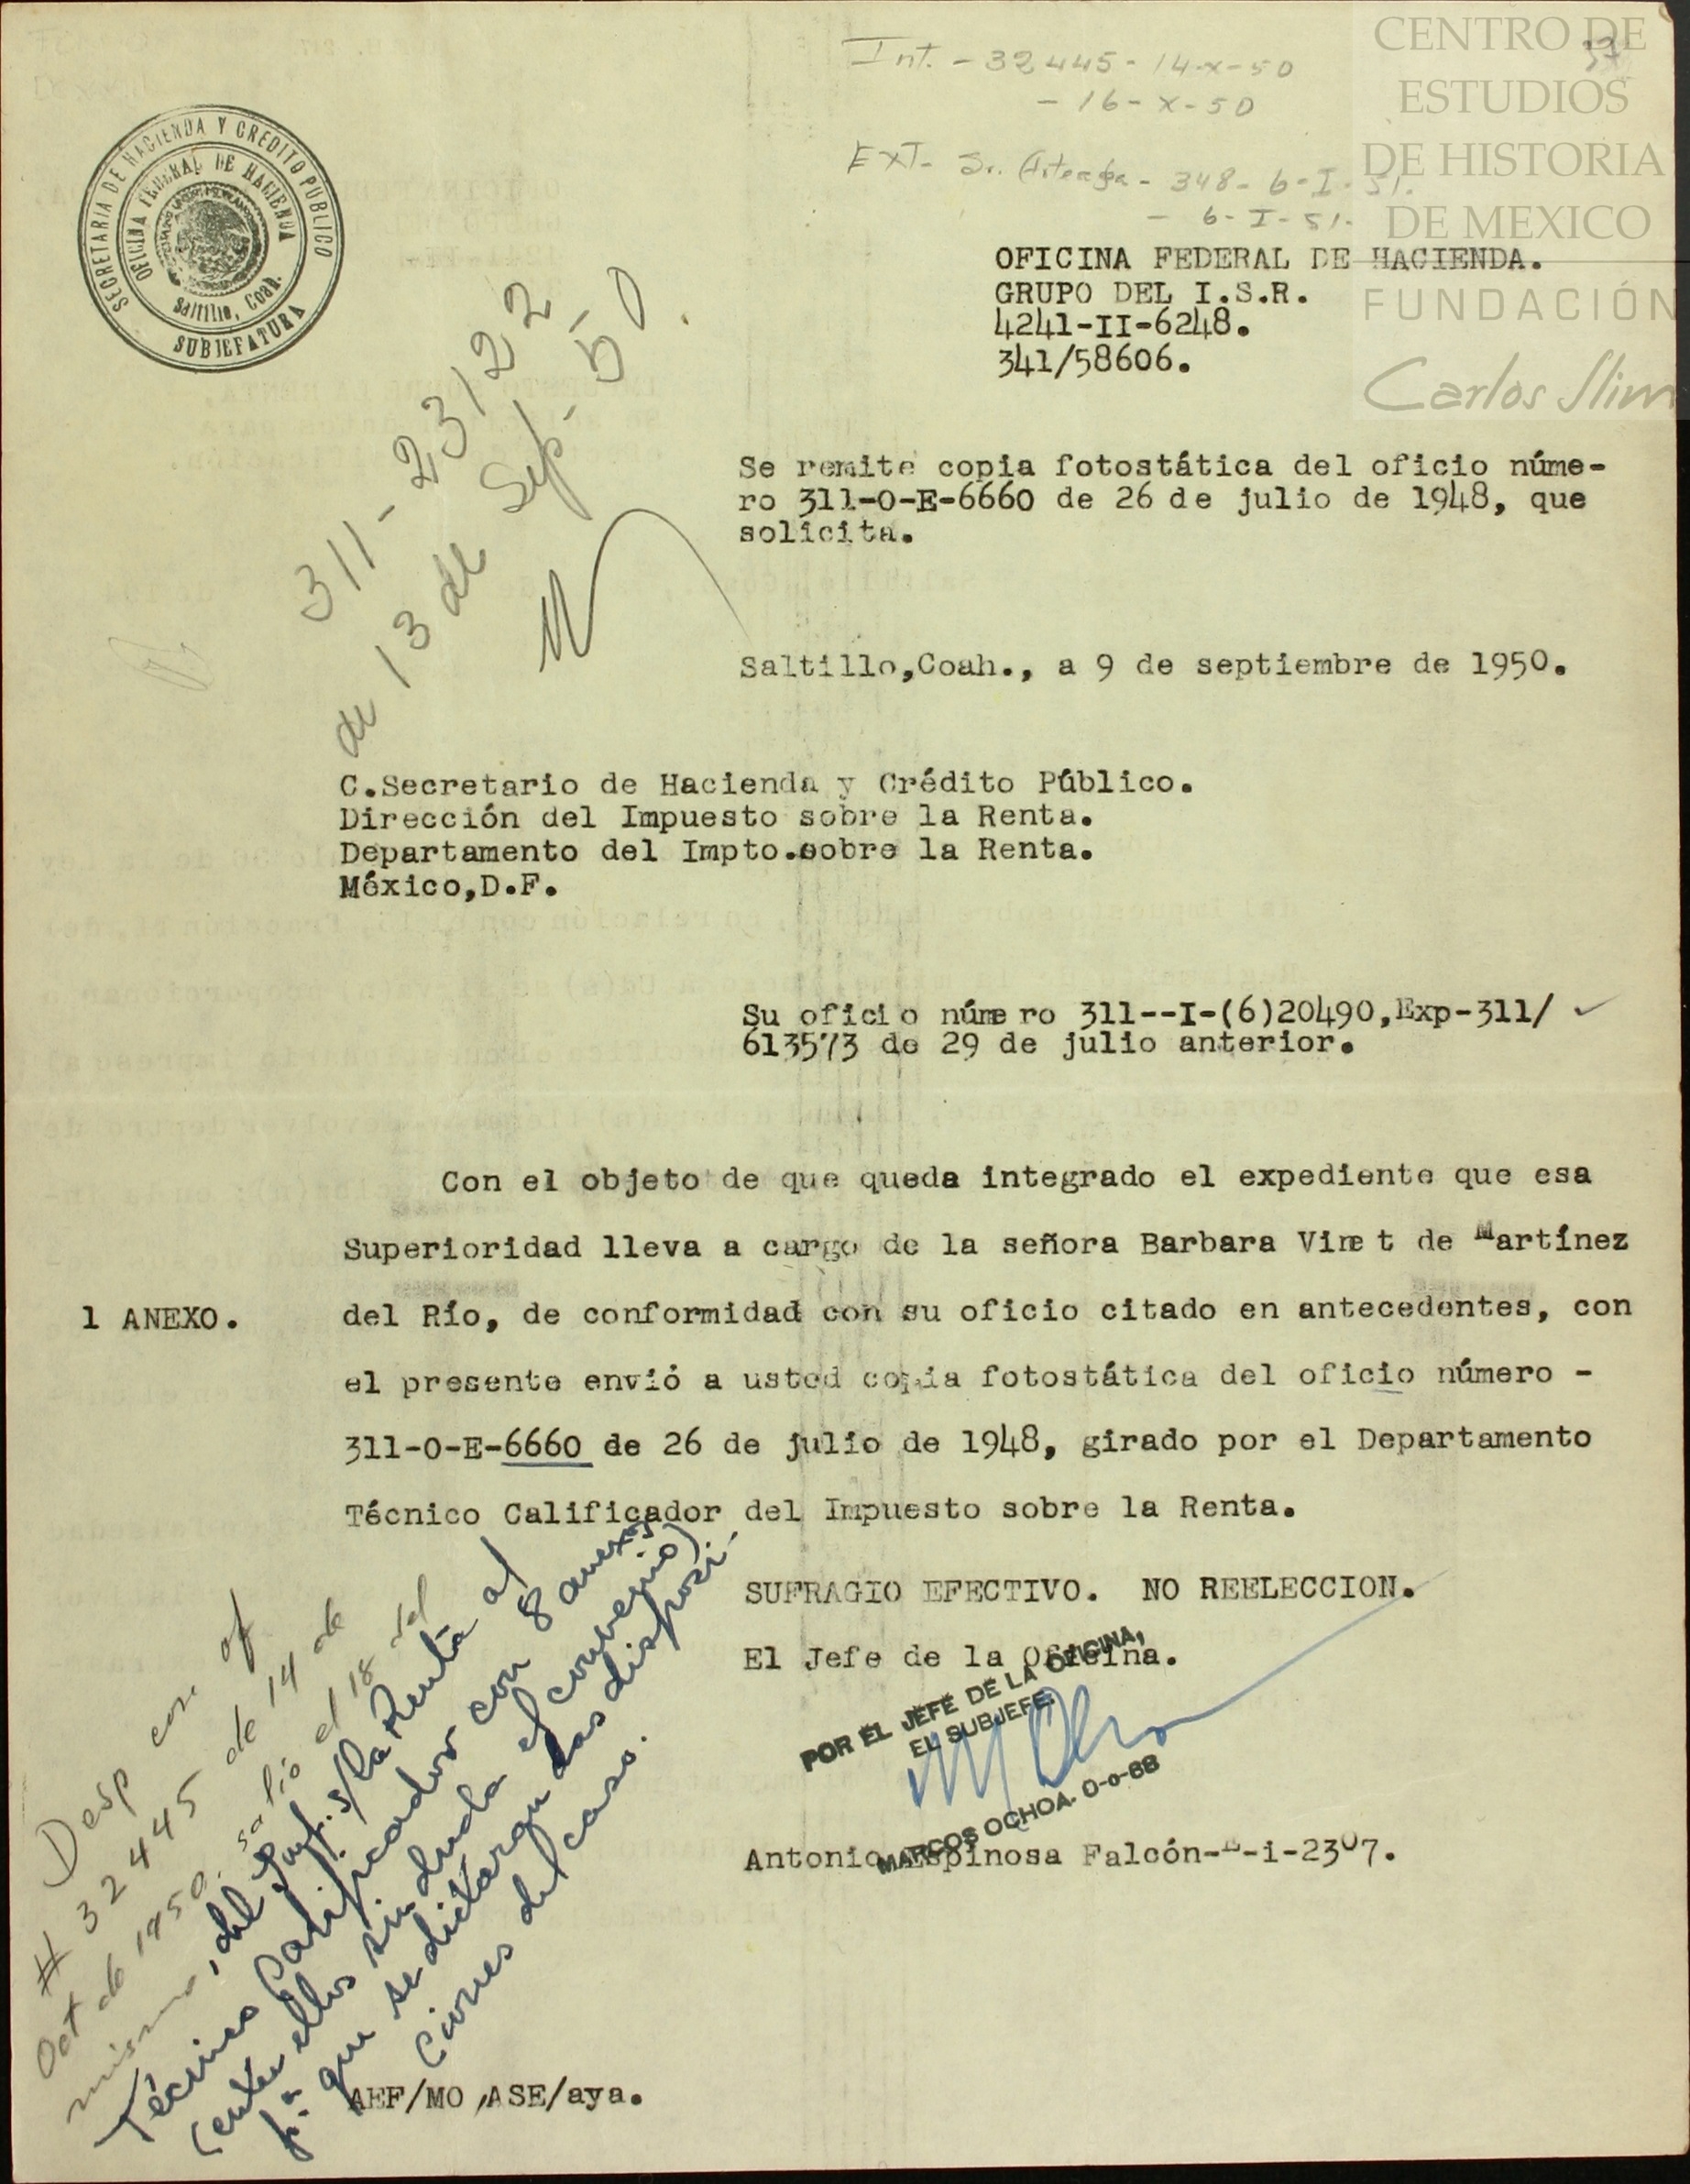 Int. - 32445 - 14-X-50
- 16-X-50
EXT- Sr. Arteaga - 348 - 6-I-51.
- 6-I-51-
CENTRO DE
ESTUDIOS
DE HISTORIA
DE MEXICO
FUNDACIÓN
Carlos Slim
SECRETARIA DE HACIENDA Y CREDITO PUBLICO
OFICINA FEDERAL DE HACIENDA
Saltillo, Coah.
SUBJEFATURA
OFICINA FEDERAL DE HACIENDA.
GRUPO DEL I.S.R.
4241-II-6248.
341/58606.
311-23122
de 13 de Sep- 50
Se remite copia fotostática del oficio núme-
ro 311-0-E-6660 de 26 de julio de 1948, que
solicita.
Saltillo,Coah., a 9 de septiembre de 1950.
C.Secretario de Hacienda y Crédito Público.
Dirección del Impuesto sobre la Renta.
Departamento del Impto.sobre la Renta.
México,D.F.
Su oficio número 311--I-(6)20490,Exp-311/
613573 de 29 de julio anterior.
Con el objeto de que queda integrado el expediente que esa
Superioridad lleva a cargo de la señora Barbara Vinet de Martínez
1 ANEXO.
del Río, de conformidad con su oficio citado en antecedentes, con
el presente envió a usted copia fotostática del oficio número -
311-0-E-6660 de 26 de julio de 1948, girado por el Departamento
Técnico Calificador del Impuesto sobre la Renta.
SUFRAGIO EFECTIVO. NO REELECCION.
El Jefe de la Oficina.
POR EL JEFE DE LA OFICINA,
EL SUBJEFE.
MARCOS OCHOA. O-o-68
Antonio Espinosa Falcón-E-i-2307.
Desp con of
# 32445 de 14 de
Oct de 1950. salió el 18 del
mismo, del Imp. s/la Renta al
Técnico Calificador con 8 anexos
(entre ellos sin duda el convenio)
p.a que se dictaran las disposi-
ciones del caso.
AEF/MO,ASE/aya.